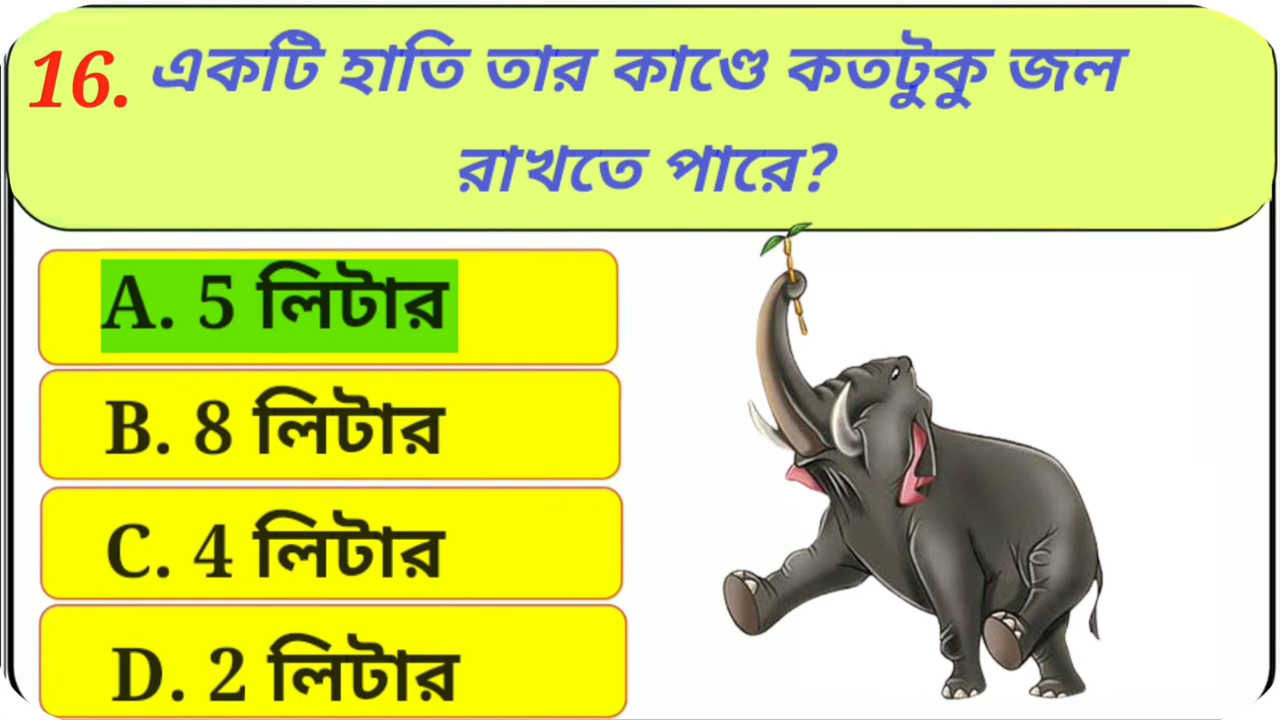 16. একটি হাতি তার কাণ্ডে কতটুকু জল
রাখতে পারে?
A. 5 লিটার
B. 8 লিটার
C. 4 লিটার
D. 2 লিটার